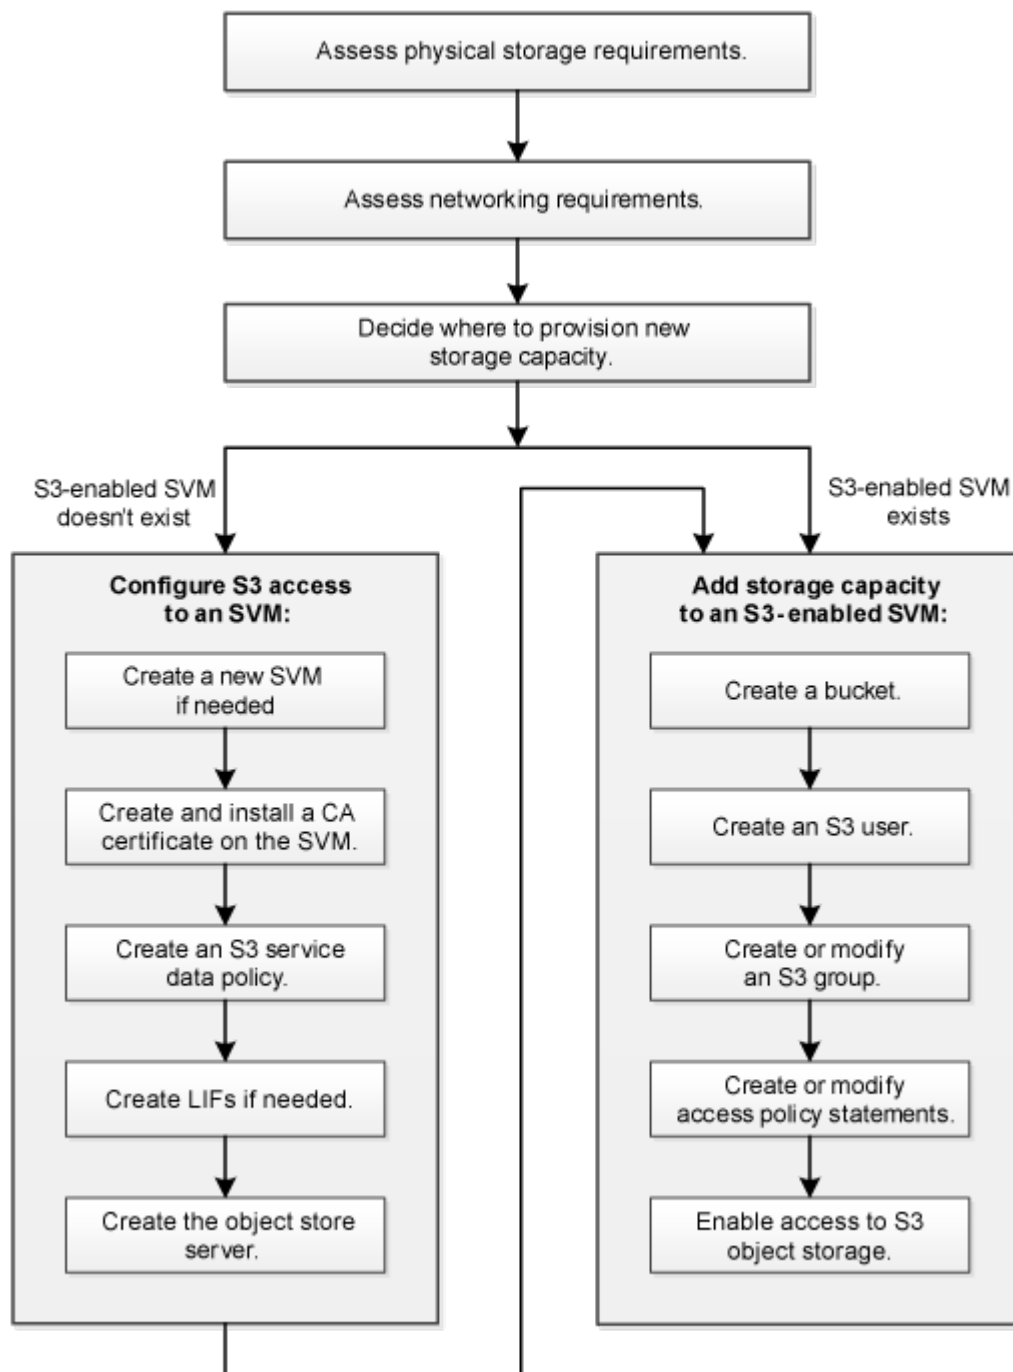 Assess physical storage requirements.
Assess networking requirements.
Decide where to provision new
storage capacity.
S3-enabled SVM
doesn't exist
S3-enabled SVM
exists
Configure S3 access
to an SVM:
Create a new SVM
if needed
Create and install a CA
certificate on the SVM.
Create an S3 service
data policy.
Create LIFs if needed.
Create the object store
server.
Add storage capacity
to an S3-enabled SVM:
Create a bucket.
Create an S3 user.
Create or modify
an S3 group.
Create or modify
access policy statements.
Enable access to S3
object storage.